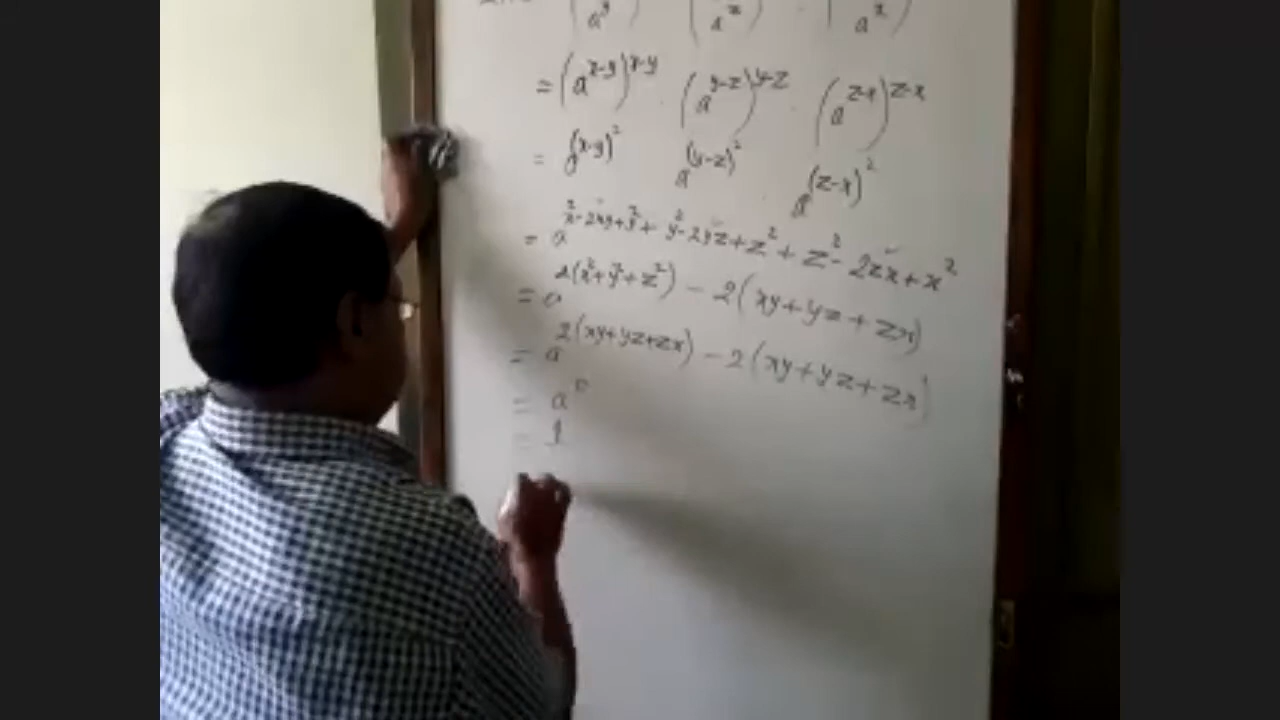 (a^y) (a^z) . (a^x)
= (a^{x-y})^{x-y} . (a^{y-z})^{y-z} . (a^{z-x})^{z-x}
= a^{(x-y)^2} a^{(y-z)^2} . a^{(z-x)^2}
= a^{x^2-2xy+y^2+y^2-2yz+z^2+z^2-2zx+x^2}
= a^{2(x^2+y^2+z^2)-2(xy+yz+zx)}
= a^{2(xy+yz+zx)-2(xy+yz+zx)}
= a^0
= 1